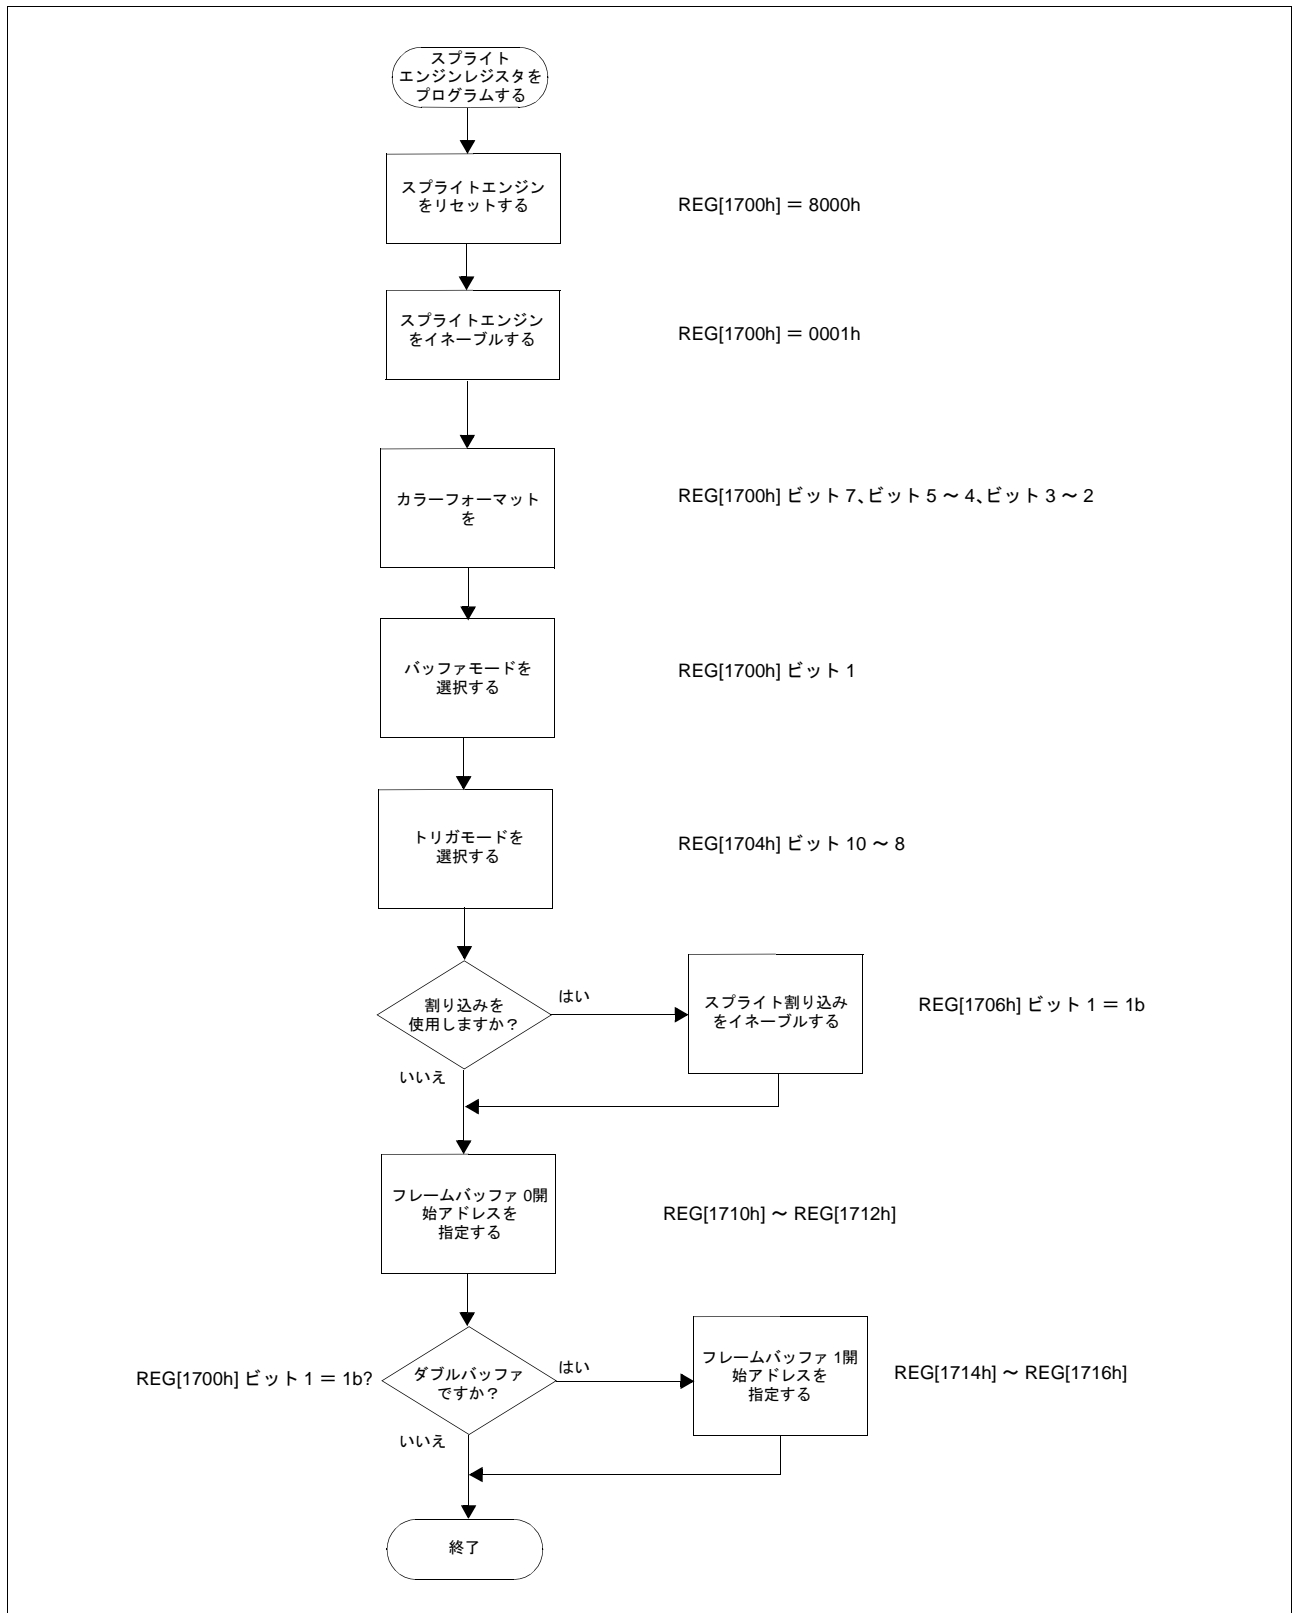 スプライト
エンジンレジスタを
プログラムする
スプライトエンジン
をリセットする
REG[1700h] ＝ 8000h
スプライトエンジン
をイネーブルする
REG[1700h] ＝ 0001h
カラーフォーマット
を
REG[1700h] ビット 7、ビット 5 ～ 4、ビット 3 ～ 2
バッファモードを
選択する
REG[1700h] ビット 1
トリガモードを
選択する
REG[1704h] ビット 10 ～ 8
割り込みを
使用しますか？
はい
スプライト割り込み
をイネーブルする
REG[1706h] ビット 1 ＝ 1b
いいえ
フレームバッファ 0開
始アドレスを
指定する
REG[1710h] ～ REG[1712h]
REG[1700h] ビット 1 ＝ 1b?
ダブルバッファ
ですか？
はい
フレームバッファ 1開
始アドレスを
指定する
REG[1714h] ～ REG[1716h]
いいえ
終了